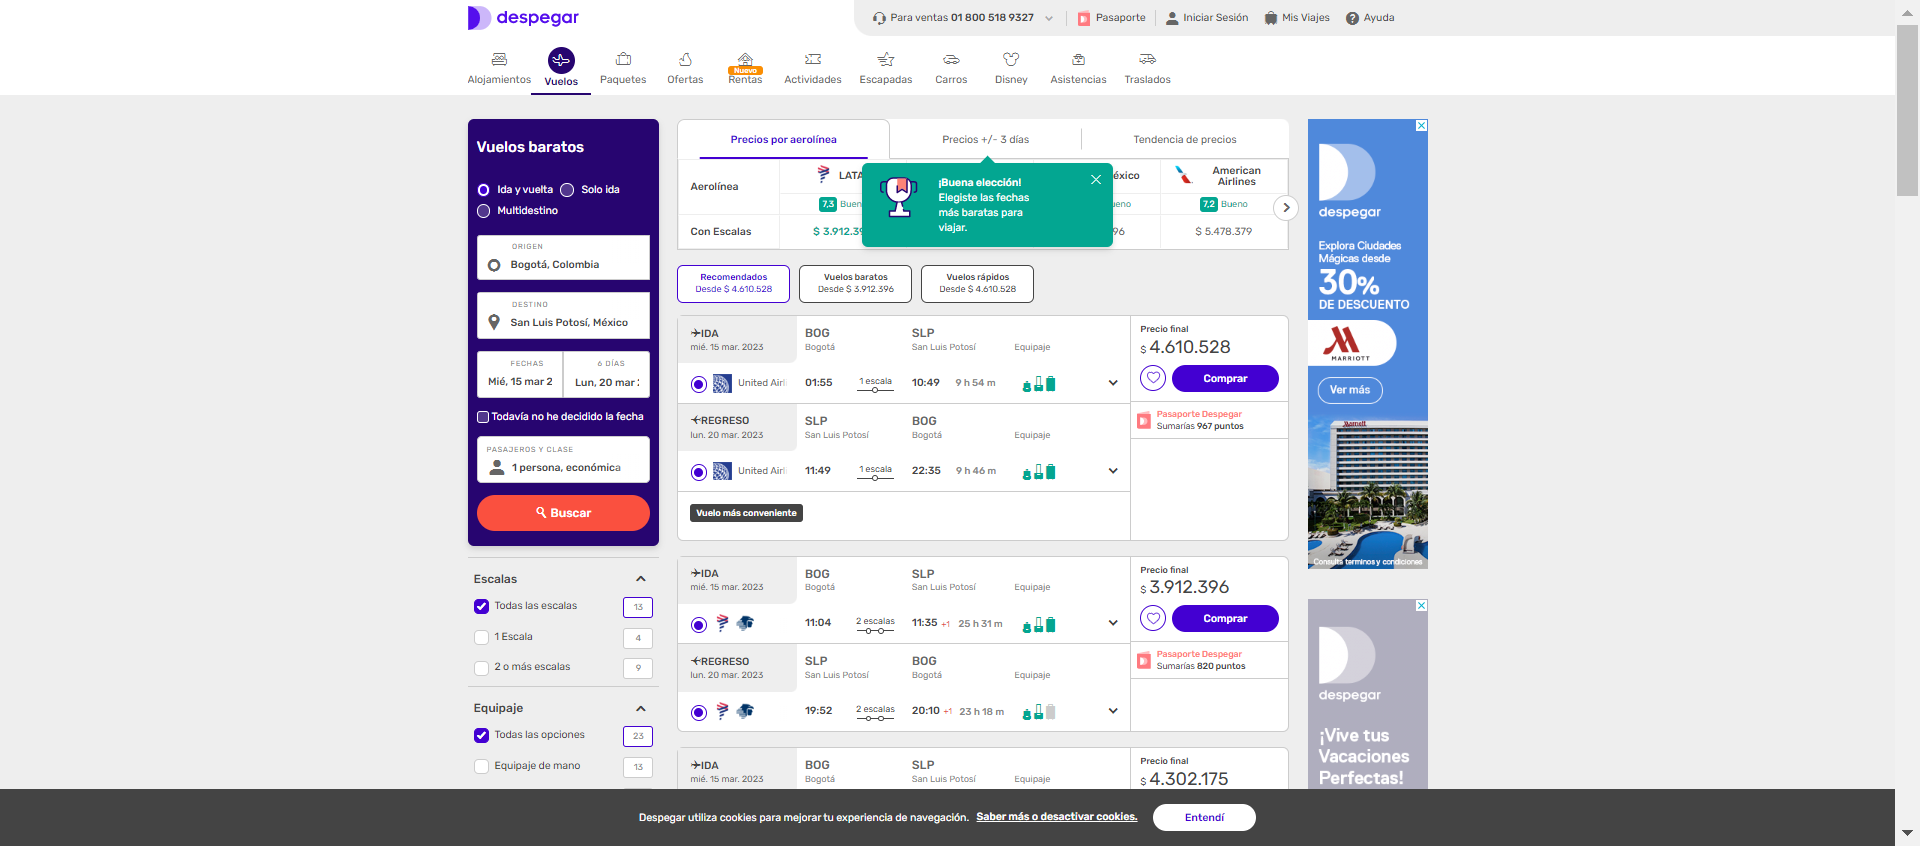 despegar
Para ventas 01 800 518 9327
Pasaporte
Iniciar Sesión
Mis Viajes
Ayuda
Alojamientos
Vuelos
Paquetes
Ofertas
Nuevo
Rentas
Actividades
Escapadas
Carros
Disney
Asistencias
Traslados
Vuelos baratos
Ida y vuelta
Solo ida
Multidestino
ORIGEN
Bogotá, Colombia
DESTINO
San Luis Potosí, México
FECHAS
Mié, 15 mar 2
6 DÍAS
Lun, 20 mar
Todavía no he decidido la fecha
PASAJEROS Y CLASE
1 persona, económica
Buscar
Escalas
Todas las escalas 13
1 Escala 4
2 o más escalas 9
Equipaje
Todas las opciones 23
Equipaje de mano 13
Precios por aerolínea
Precios +/- 3 días
Tendencia de precios
Aerolínea
LATA
éxico
American
Airlines
7,3 Buen
ueno
7,2 Bueno
Con Escalas
$ 3.912.39
96
$ 5.478.379
¡Buena elección!
Elegiste las fechas
más baratas para
viajar.
Recomendados
Desde $ 4.610.528
Vuelos baratos
Desde $ 3.912.396
Vuelos rápidos
Desde $ 4.610.528
IDA
mié. 15 mar. 2023
BOG
Bogotá
SLP
San Luis Potosí
Equipaje
United Airl
01:55
1 escala
10:49
9 h 54 m
REGRESO
lun. 20 mar. 2023
SLP
San Luis Potosí
BOG
Bogotá
Equipaje
United Airl
11:49
1 escala
22:35
9 h 46 m
Vuelo más conveniente
Precio final
$ 4.610.528
Comprar
Pasaporte Despegar
Sumarías 967 puntos
IDA
mié. 15 mar. 2023
BOG
Bogotá
SLP
San Luis Potosí
Equipaje
11:04
2 escalas
11:35 +1
25 h 31 m
REGRESO
lun. 20 mar. 2023
SLP
San Luis Potosí
BOG
Bogotá
Equipaje
19:52
2 escalas
20:10 +1
23 h 18 m
Precio final
$ 3.912.396
Comprar
Pasaporte Despegar
Sumarías 820 puntos
IDA
mié. 15 mar. 2023
BOG
Bogotá
SLP
San Luis Potosí
Equipaje
Precio final
$ 4.302.175
despegar
Explora Ciudades
Mágicas desde
30%
DE DESCUENTO
MARRIOTT
Ver más
Marriott
Consulta terminos y condiciones
despegar
¡Vive tus
Vacaciones
Perfectas!
Despegar utiliza cookies para mejorar tu experiencia de navegación. Saber más o desactivar cookies.
Entendí